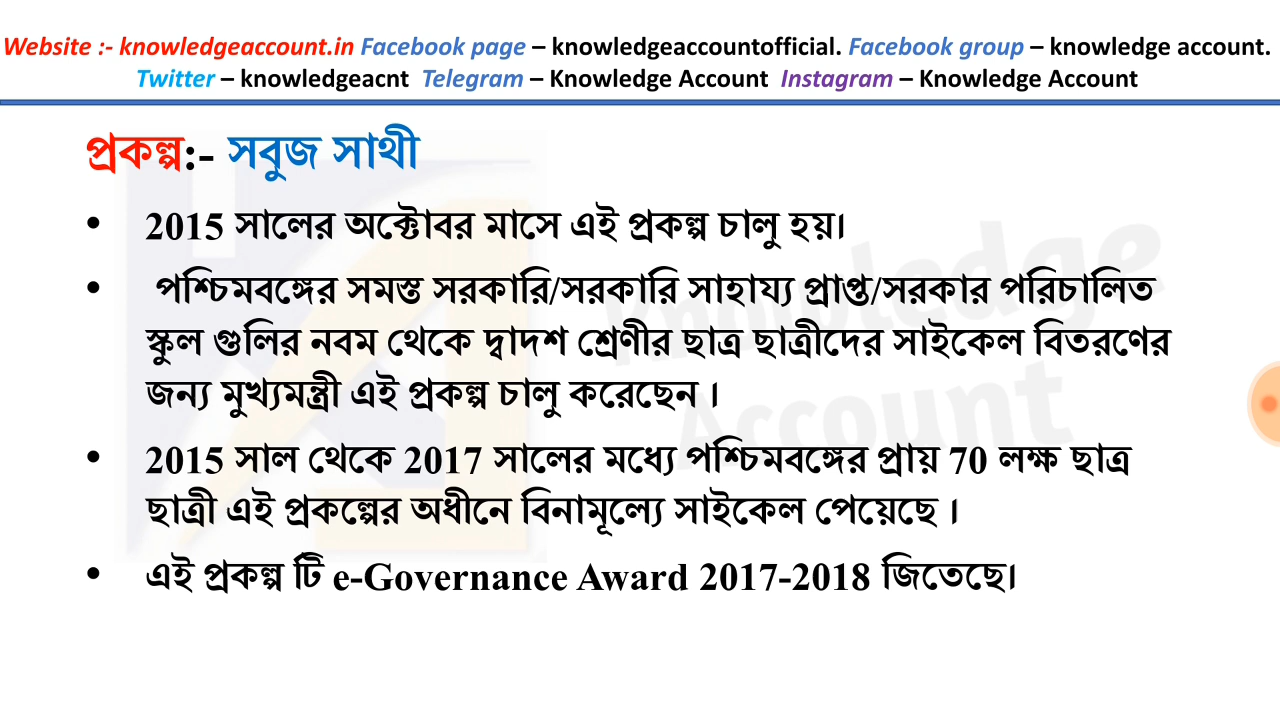 Website :- knowledgeaccount.in Facebook page – knowledgeaccountofficial. Facebook group – knowledge account.
Twitter – knowledgeacnt Telegram – Knowledge Account Instagram – Knowledge Account
প্রকল্প:- সবুজ সাথী
• 2015 সালের অক্টোবর মাসে এই প্রকল্প চালু হয়।
• পশ্চিমবঙ্গের সমস্ত সরকারি/সরকারি সাহায্য প্রাপ্ত/সরকার পরিচালিত
স্কুল গুলির নবম থেকে দ্বাদশ শ্রেণীর ছাত্র ছাত্রীদের সাইকেল বিতরণের
জন্য মুখ্যমন্ত্রী এই প্রকল্প চালু করেছেন ।
• 2015 সাল থেকে 2017 সালের মধ্যে পশ্চিমবঙ্গের প্রায় 70 লক্ষ ছাত্র
ছাত্রী এই প্রকল্পের অধীনে বিনামূল্যে সাইকেল পেয়েছে ।
• এই প্রকল্প টি e-Governance Award 2017-2018 জিতেছে।
Knowledge
Account